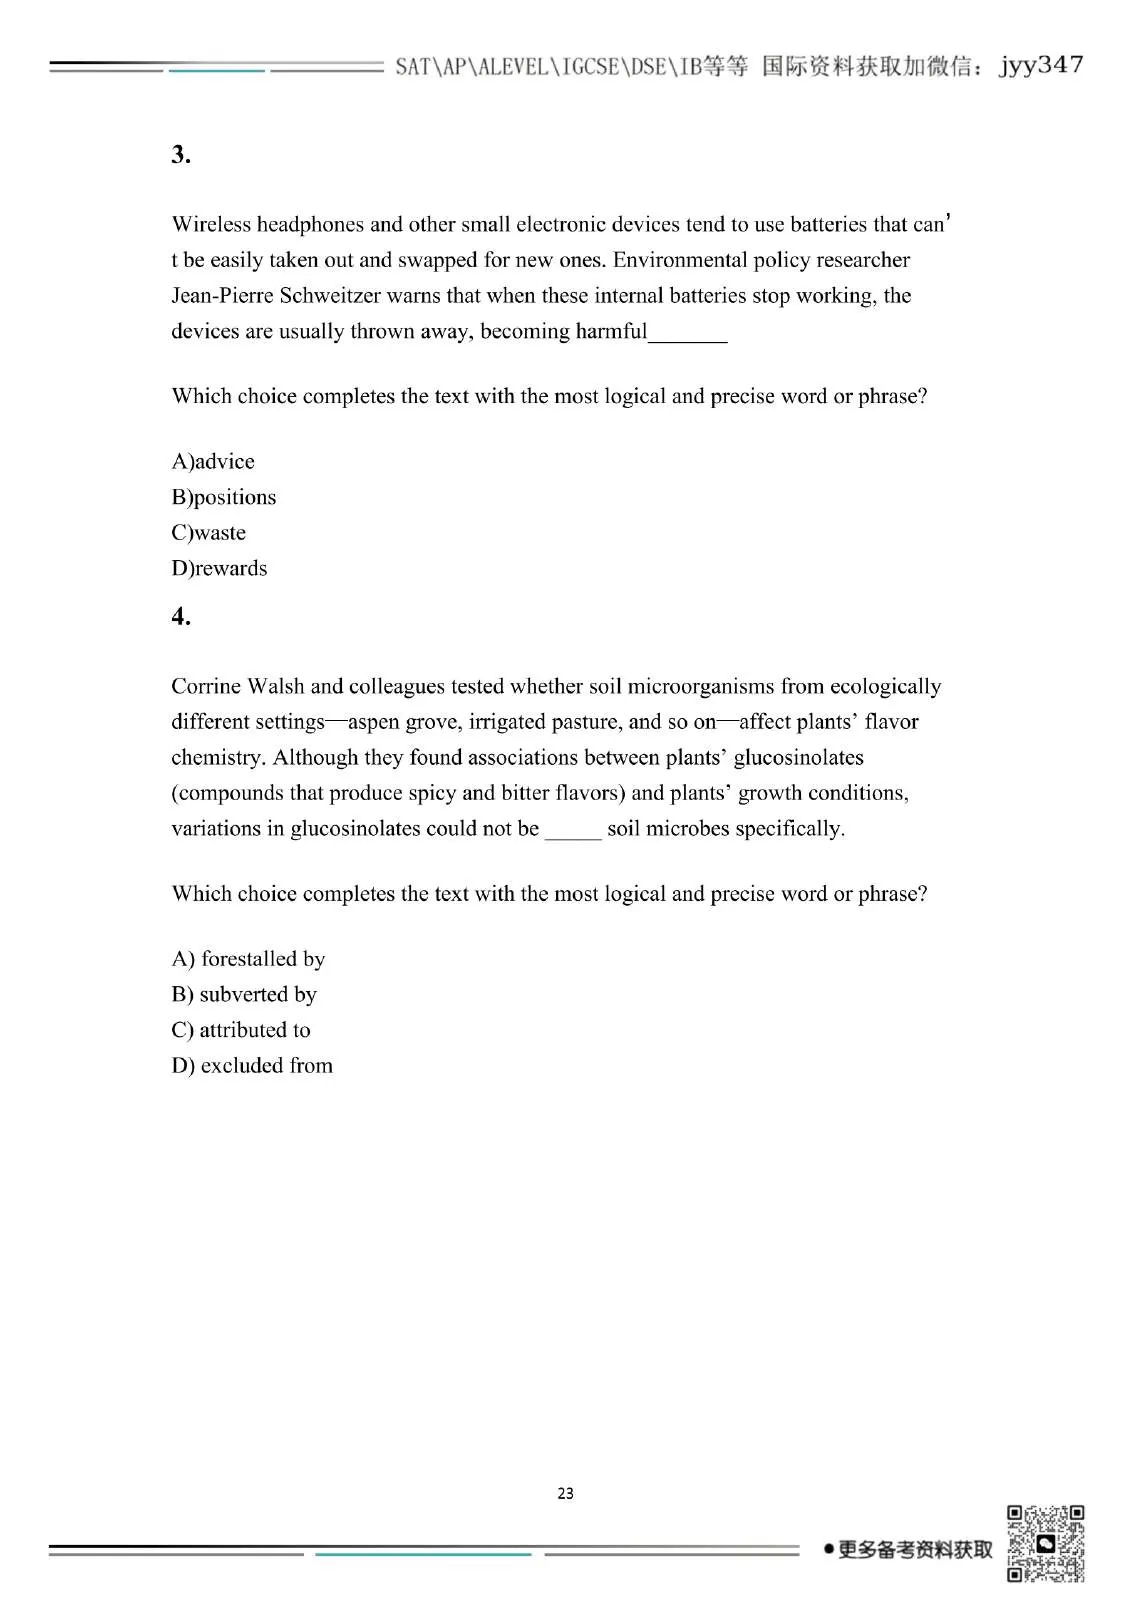 SAT\AP\ALEVEL\IGCSE\DSE\IB等等 国际资料获取加微信： jyy347
3.
Wireless headphones and other small electronic devices tend to use batteries that can’
t be easily taken out and swapped for new ones. Environmental policy researcher
Jean-Pierre Schweitzer warns that when these internal batteries stop working, the
devices are usually thrown away, becoming harmful_______
Which choice completes the text with the most logical and precise word or phrase?
A)advice
B)positions
C)waste
D)rewards
4.
Corrine Walsh and colleagues tested whether soil microorganisms from ecologically
different settings—aspen grove, irrigated pasture, and so on—affect plants’ flavor
chemistry. Although they found associations between plants’ glucosinolates
(compounds that produce spicy and bitter flavors) and plants’ growth conditions,
variations in glucosinolates could not be _____ soil microbes specifically.
Which choice completes the text with the most logical and precise word or phrase?
A) forestalled by
B) subverted by
C) attributed to
D) excluded from
23
●更多备考资料获取